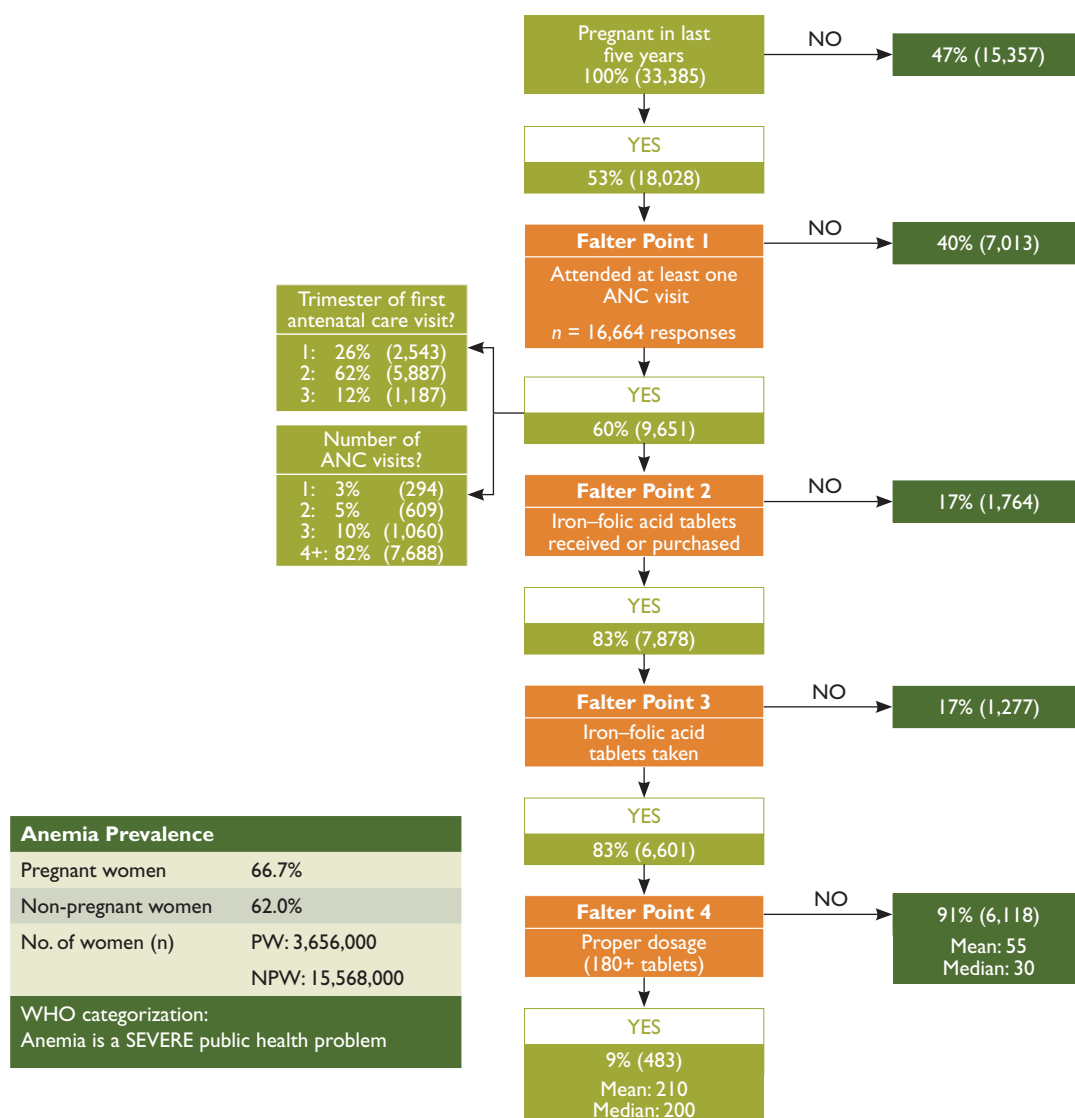 Pregnant in last
five years
100% (33,385)
NO
47% (15,357)
YES
53% (18,028)
Falter Point 1
Attended at least one
ANC visit
n = 16,664 responses
NO
40% (7,013)
Trimester of first
antenatal care visit?
1: 26% (2,543)
2: 62% (5,887)
3: 12% (1,187)
YES
60% (9,651)
Number of
ANC visits?
1: 3% (294)
2: 5% (609)
3: 10% (1,060)
4+: 82% (7,688)
Falter Point 2
Iron–folic acid tablets
received or purchased
NO
17% (1,764)
YES
83% (7,878)
Falter Point 3
Iron–folic acid
tablets taken
NO
17% (1,277)
YES
83% (6,601)
Falter Point 4
Proper dosage
(180+ tablets)
NO
91% (6,118)
Mean: 55
Median: 30
YES
9% (483)
Mean: 210
Median: 200
Anemia Prevalence
Pregnant women 66.7%
Non-pregnant women 62.0%
No. of women (n) PW: 3,656,000
NPW: 15,568,000
WHO categorization:
Anemia is a SEVERE public health problem